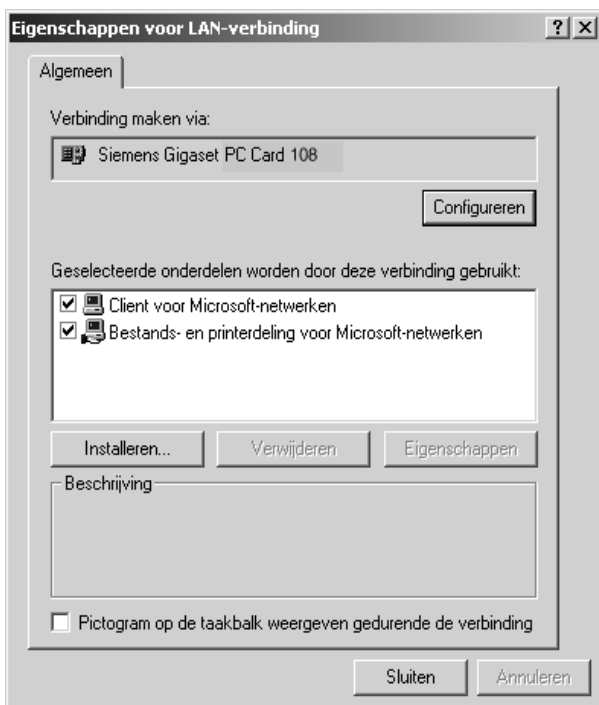 Eigenschappen voor LAN-verbinding
Algemeen
Verbinding maken via:
Siemens Gigaset PC Card 108
Configureren
Geselecteerde onderdelen worden door deze verbinding gebruikt:
Client voor Microsoft-netwerken
Bestands- en printerdeling voor Microsoft-netwerken
Installeren... Verwijderen Eigenschappen
Beschrijving
Pictogram op de taakbalk weergeven gedurende de verbinding
Sluiten Annuleren